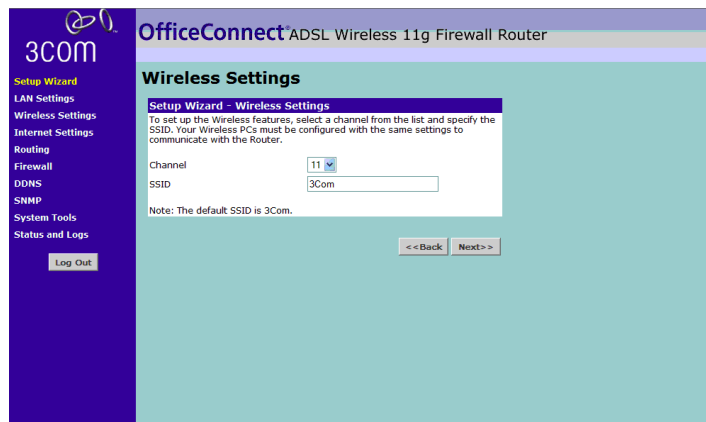 3COM
OfficeConnect® ADSL Wireless 11g Firewall Router
Setup Wizard
LAN Settings
Wireless Settings
Internet Settings
Routing
Firewall
DDNS
SNMP
System Tools
Status and Logs
Log Out
Wireless Settings
Setup Wizard - Wireless Settings
To set up the Wireless features, select a channel from the list and specify the
SSID. Your Wireless PCs must be configured with the same settings to
communicate with the Router.
Channel 11
SSID 3Com
Note: The default SSID is 3Com.
<<Back Next>>